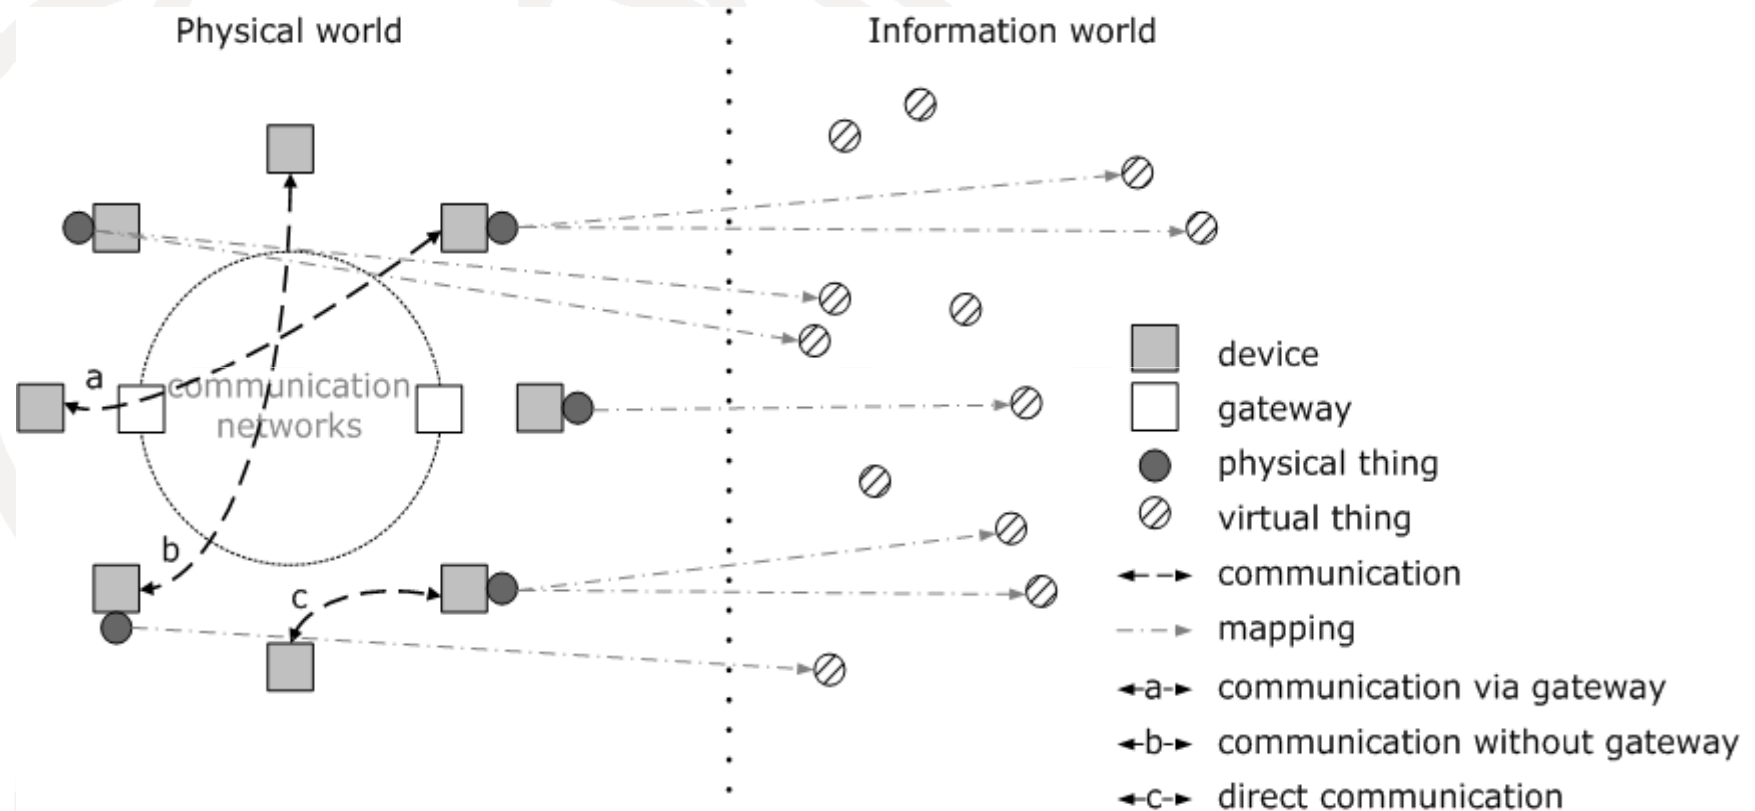 Physical world
Information world
a
communication
networks
b
c
device
gateway
physical thing
virtual thing
communication
mapping
a communication via gateway
b communication without gateway
c direct communication